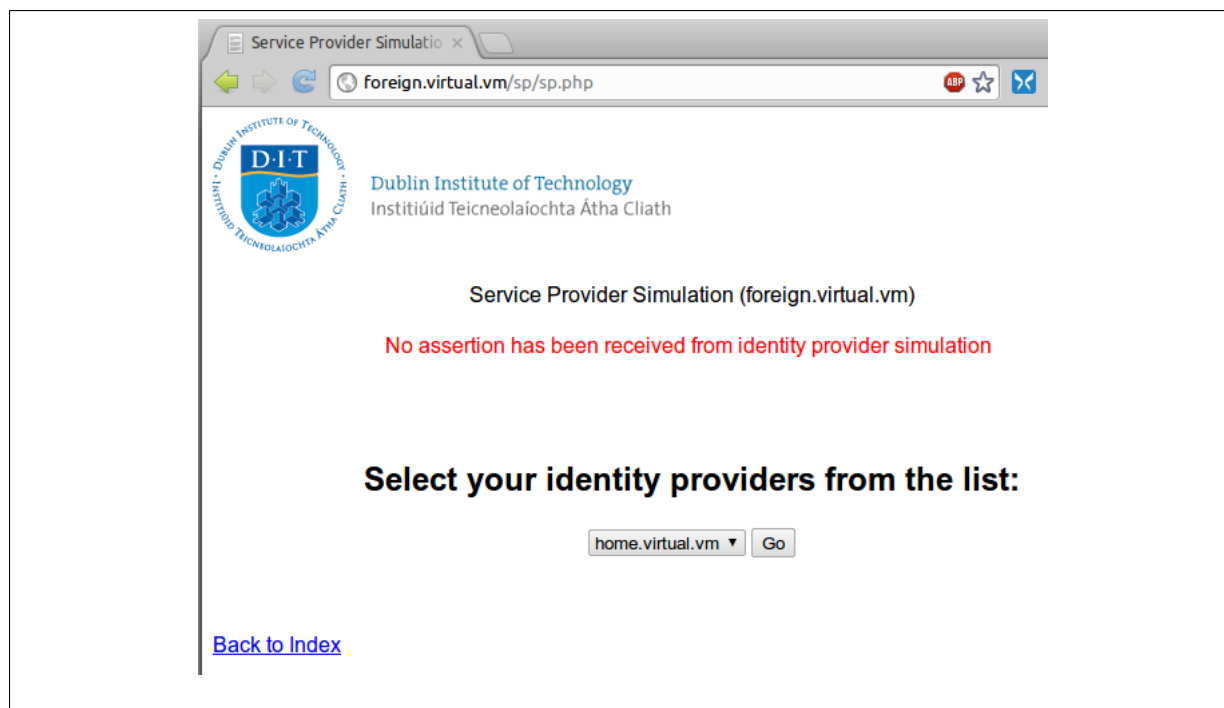 Service Provider Simulatio
foreign.virtual.vm/sp/sp.php
ABP
DUBLIN INSTITUTE OF TECHNOLOGY · INSTITIÚID TEICNEOLAÍOCHTA ÁTHA CLIATH ·
D·I·T
Dublin Institute of Technology
Institiúid Teicneolaíochta Átha Cliath
Service Provider Simulation (foreign.virtual.vm)
No assertion has been received from identity provider simulation
Select your identity providers from the list:
home.virtual.vm
Go
Back to Index